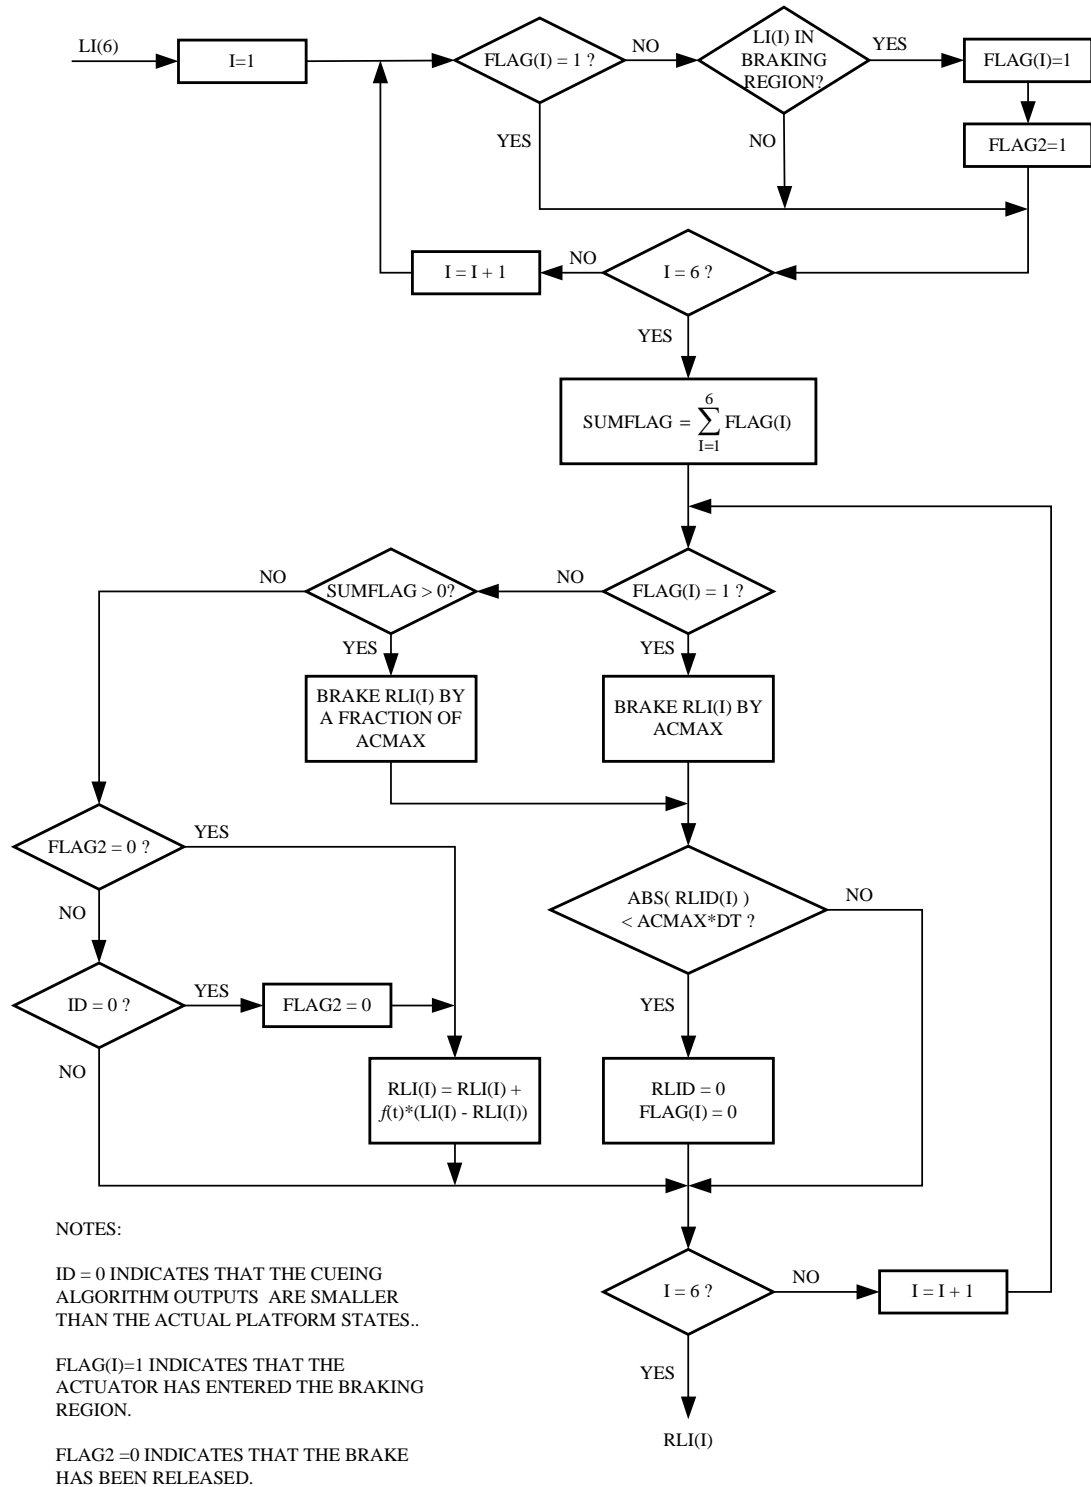 LI(6)
I=1
FLAG(I) = 1 ?
NO
LI(I) IN
BRAKING
REGION?
YES
FLAG(I)=1
YES
NO
FLAG2=1
I = I + 1
NO
I = 6 ?
YES
SUMFLAG = ∑ FLAG(I)
6
I=1
NO
SUMFLAG > 0?
NO
FLAG(I) = 1 ?
YES
YES
BRAKE RLI(I) BY
A FRACTION OF
ACMAX
BRAKE RLI(I) BY
ACMAX
FLAG2 = 0 ?
YES
NO
ABS( RLID(I) )
< ACMAX*DT ?
NO
YES
ID = 0 ?
YES
FLAG2 = 0
NO
RLI(I) = RLI(I) +
f(t)*(LI(I) - RLI(I))
RLID = 0
FLAG(I) = 0
I = 6 ?
NO
I = I + 1
YES
RLI(I)
NOTES:
ID = 0 INDICATES THAT THE CUEING
ALGORITHM OUTPUTS ARE SMALLER
THAN THE ACTUAL PLATFORM STATES..
FLAG(I)=1 INDICATES THAT THE
ACTUATOR HAS ENTERED THE BRAKING
REGION.
FLAG2 =0 INDICATES THAT THE BRAKE
HAS BEEN RELEASED.